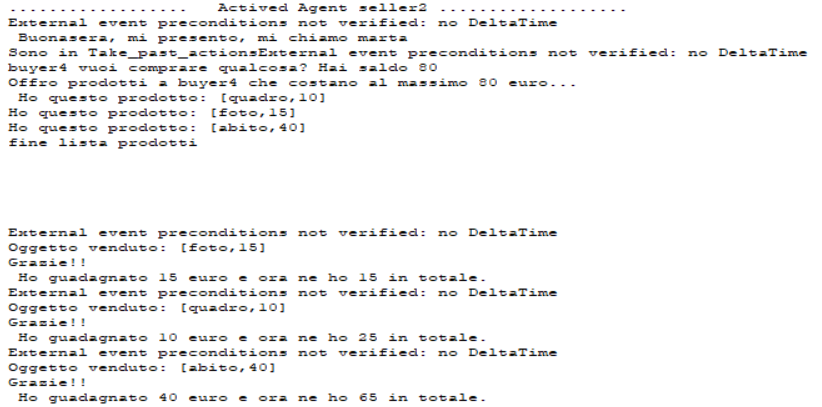 .................. Actived Agent seller2 ...................
External event preconditions not verified: no DeltaTime
Buonasera, mi presento, mi chiamo marta
Sono in Take_past_actionsExternal event preconditions not verified: no DeltaTime
buyer4 vuoi comprare qualcosa? Hai saldo 80
Offro prodotti a buyer4 che costano al massimo 80 euro...
Ho questo prodotto: [quadro,10]
Ho questo prodotto: [foto,15]
Ho questo prodotto: [abito,40]
fine lista prodotti
External event preconditions not verified: no DeltaTime
Oggetto venduto: [foto,15]
Grazie!!
Ho guadagnato 15 euro e ora ne ho 15 in totale.
External event preconditions not verified: no DeltaTime
Oggetto venduto: [quadro,10]
Grazie!!
Ho guadagnato 10 euro e ora ne ho 25 in totale.
External event preconditions not verified: no DeltaTime
Oggetto venduto: [abito,40]
Grazie!!
Ho guadagnato 40 euro e ora ne ho 65 in totale.